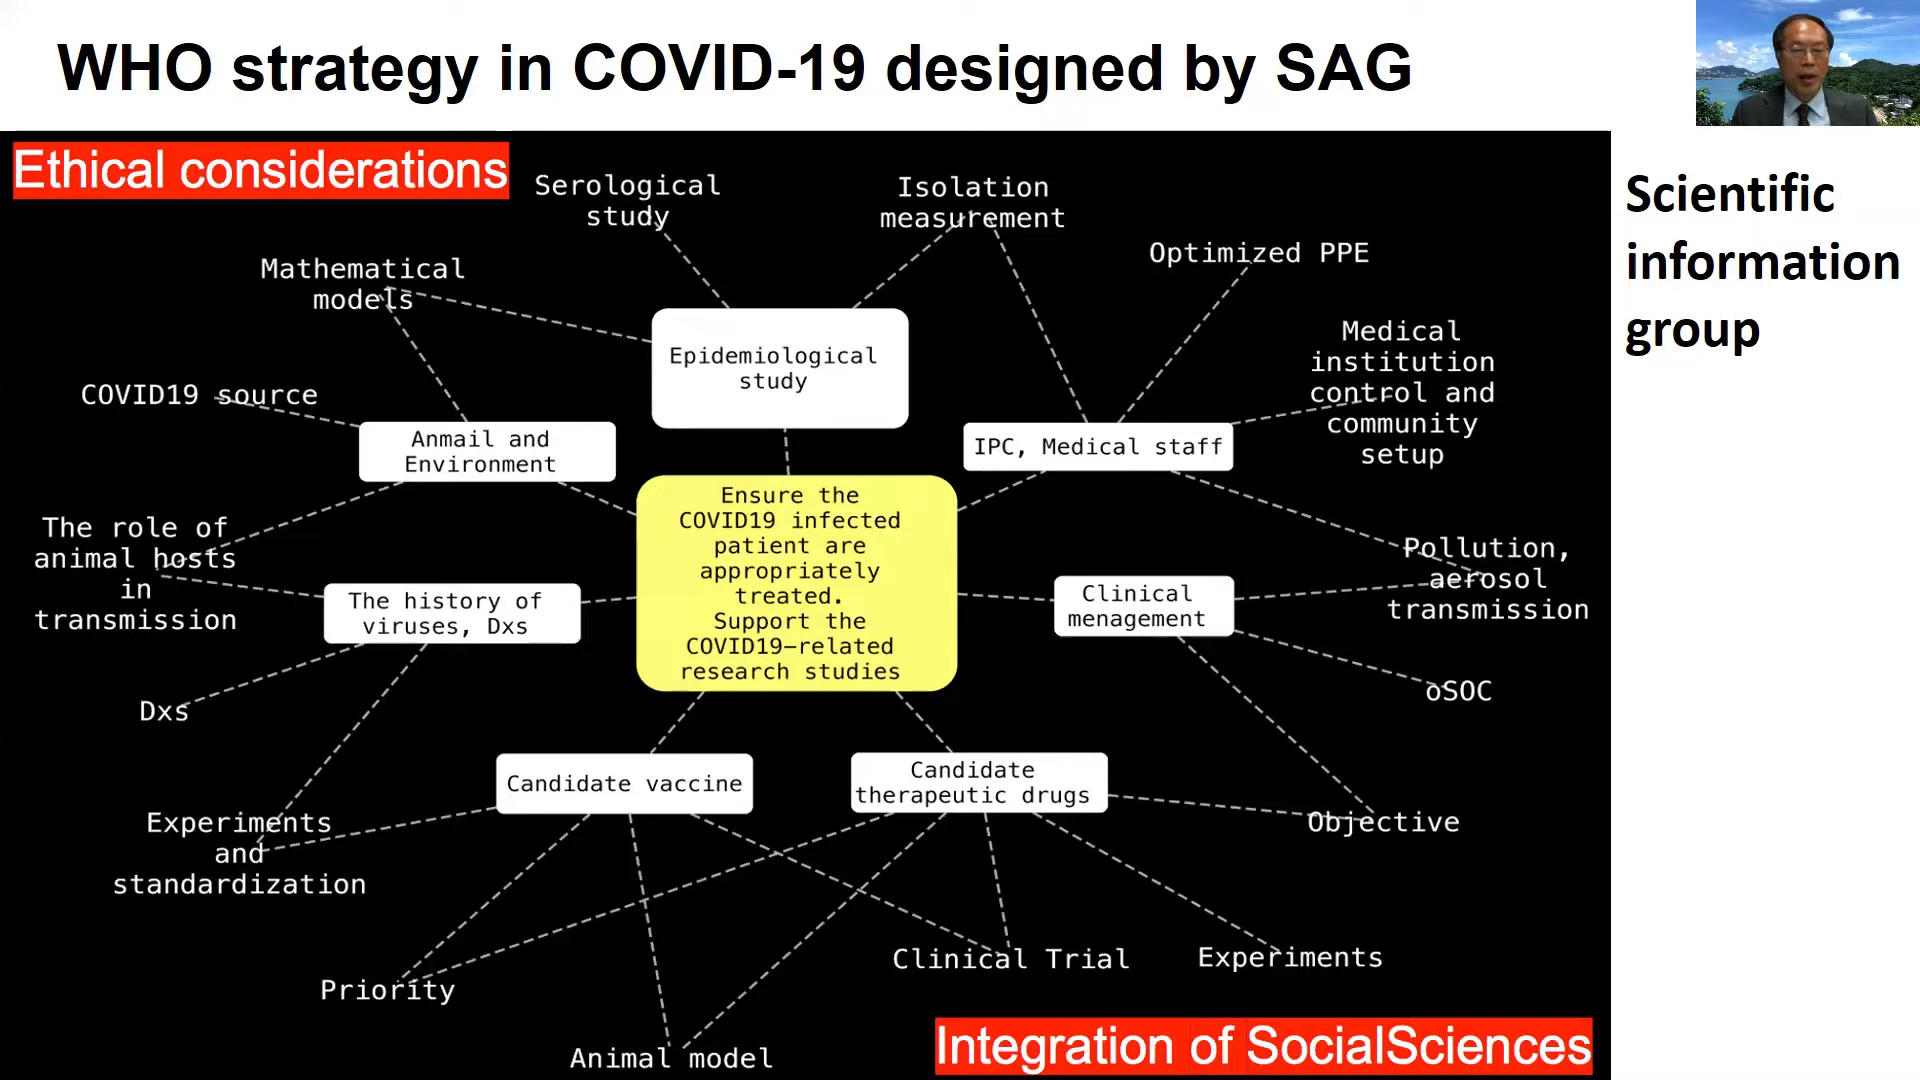 WHO strategy in COVID-19 designed by SAG
Scientific
information
group
Ethical considerations
Serological
study
Isolation
measurement
Optimized PPE
Mathematical
models
Medical
institution
control and
community
setup
Epidemiological
study
COVID19 source
Anmail and
Environment
IPC, Medical staff
Ensure the
COVID19 infected
patient are
appropriately
treated.
Support the
COVID19-related
research studies
The role of
animal hosts
in
transmission
The history of
viruses, Dxs
Clinical
menagement
Pollution,
aerosol
transmission
Dxs
oSOC
Candidate vaccine
Candidate
therapeutic drugs
Experiments
and
standardization
Objective
Priority
Clinical Trial
Experiments
Animal model
Integration of SocialSciences